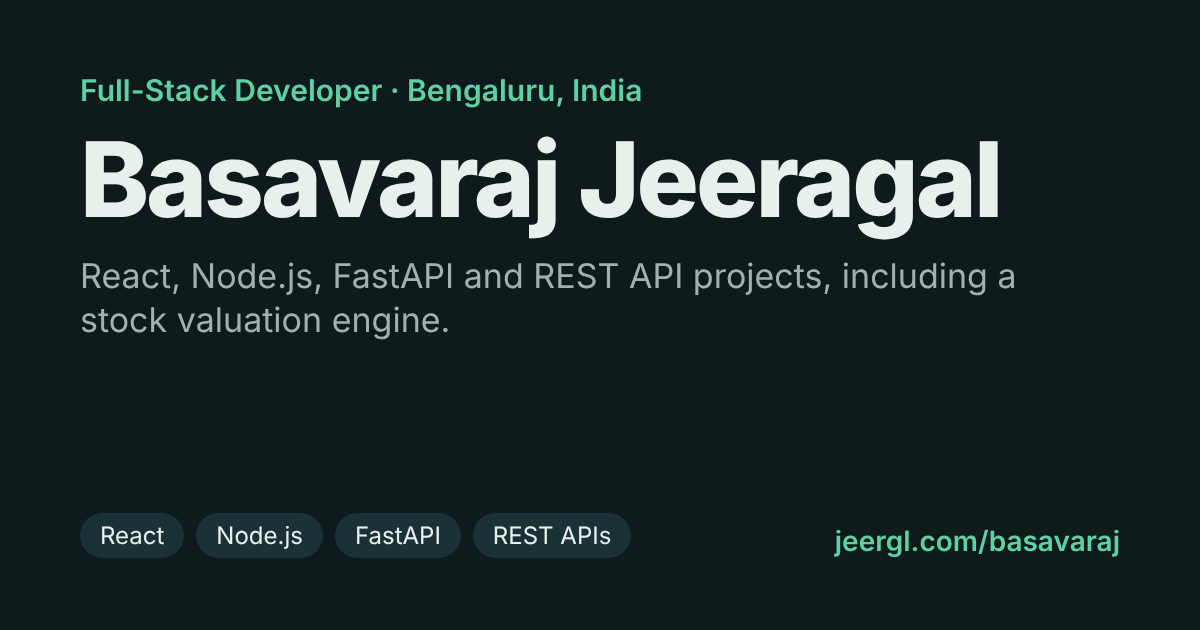 Full-Stack Developer · Bengaluru, India
Basavaraj Jeeragal
React, Node.js, FastAPI and REST API projects, including a
stock valuation engine.
React
Node.js
FastAPI
REST APIs
jeergl.com/basavaraj